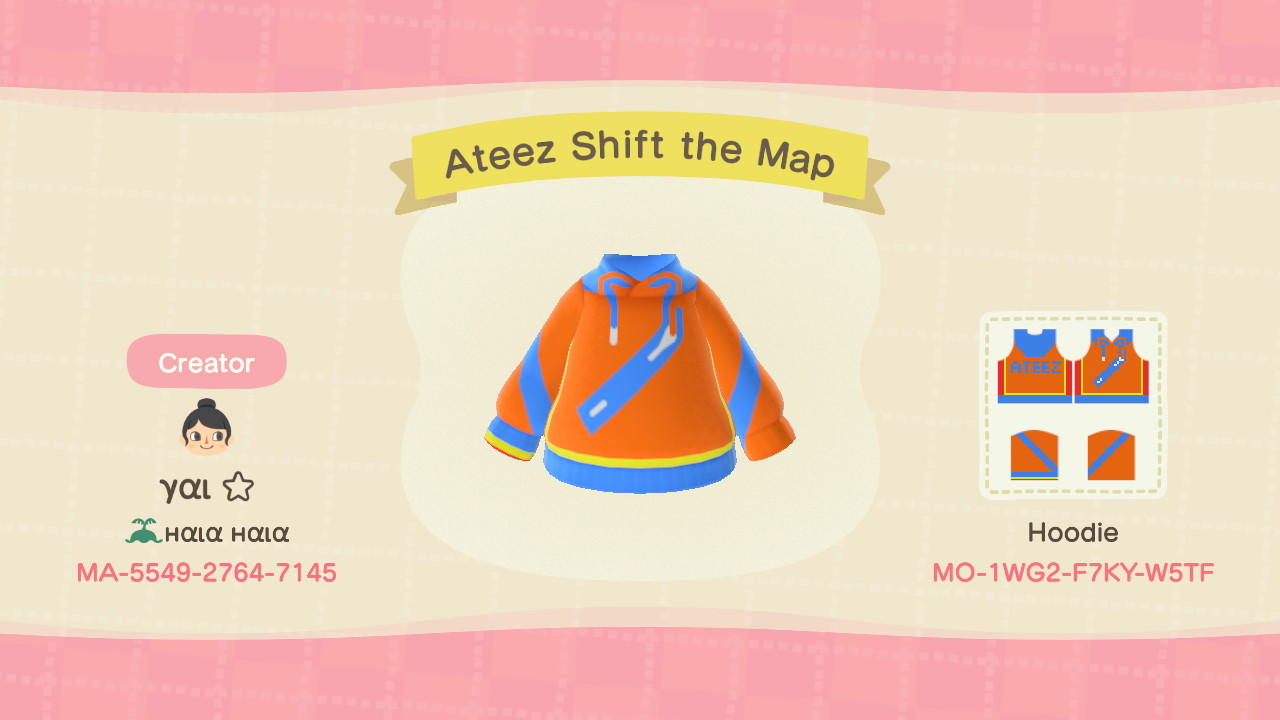 Ateez Shift the Map
Creator
γαι ☆
нαια нαια
MA-5549-2764-7145
ATEEZ
Hoodie
MO-1WG2-F7KY-W5TF